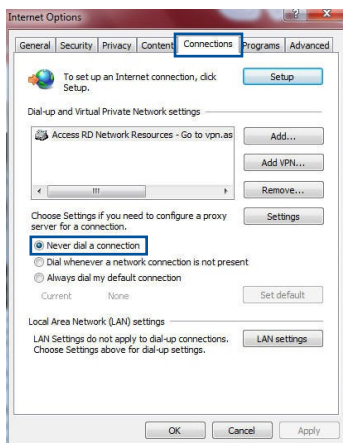 Internet Options
General Security Privacy Content Connections Programs Advanced
To set up an Internet connection, click
Setup.
Setup
Dial-up and Virtual Private Network settings
Access RD Network Resources - Go to vpn.as
Add...
Add VPN...
Remove...
Choose Settings if you need to configure a proxy
server for a connection.
Settings
Never dial a connection
Dial whenever a network connection is not present
Always dial my default connection
Current None
Set default
Local Area Network (LAN) settings
LAN Settings do not apply to dial-up connections.
Choose Settings above for dial-up settings.
LAN settings
OK Cancel Apply